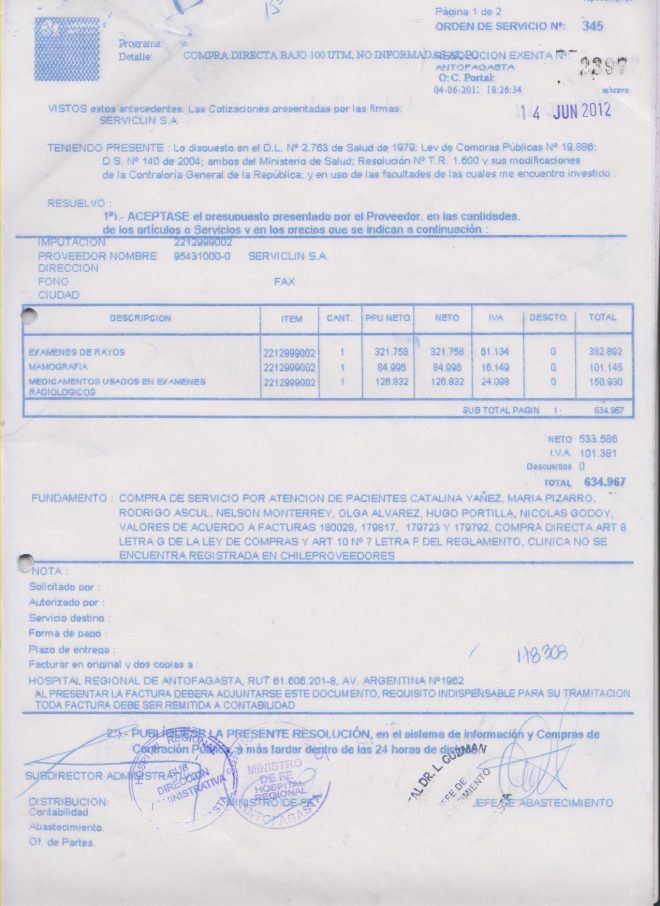 Página 1 de 2
ORDEN DE SERVICIO Nº: 345
Programa:
Detalle: COMPRA DIRECTA BAJO 100 UTM, NO INFORMADAS
EXENTA Nº:
2397
ANTOFAGASTA
O: C. Portal:
18:26:34
14 JUN 2012
VISTOS estos antecedentes: Las Cotizaciones presentadas por las firmas:
SERVICLIN S.A.
TENIENDO PRESENTE : Lo dispuesto en el D.L. Nº 2.763 de Salud de 1979; Ley de Compras Públicas Nº 19.886;
D.S. Nº 140 de 2004; ambos del Ministerio de Salud; Resolución Nº T.R. 1.600 y sus modificaciones
de la Contraloría General de la República; y en uso de las facultades de las cuales me encuentro investido :
RESUELVO :
1º).- ACEPTASE el presupuesto presentado por el Proveedor, en las cantidades,
de los artículos o Servicios y en los precios que se indican a continuación :
IMPUTACION 2212999002
PROVEEDOR NOMBRE 95431000-0 SERVICLIN S.A.
DIRECCION
FONO FAX
CIUDAD
DESCRIPCION ITEM CANT. PPU NETO NETO IVA DESCTO. TOTAL
EXAMENES DE RAYOS 2212999002 1 321.758 321.758 61.134 0 382.892
MAMOGRAFIA 2212999002 1 84.996 84.996 16.149 0 101.145
MEDICAMENTOS USADOS EN EXAMENES 2212999002 1 126.832 126.832 24.098 0 150.930
RADIOLOGICOS
SUB TOTAL PAGIN 1 : 634.967
NETO 533.586
I.V.A. 101.381
Descuentos 0
TOTAL 634.967
FUNDAMENTO : COMPRA DE SERVICIO POR ATENCION DE PACIENTES CATALINA YAÑEZ, MARIA PIZARRO,
RODRIGO ASCUL, NELSON MONTERREY, OLGA ALVAREZ, HUGO PORTILLA, NICOLAS GODOY,
VALORES DE ACUERDO A FACTURAS 180028, 179817, 179723 Y 179792, COMPRA DIRECTA ART 8
LETRA G DE LA LEY DE COMPRAS Y ART 10 Nº 7 LETRA F DEL REGLAMENTO, CLINICA NO SE
ENCUENTRA REGISTRADA EN CHILEPROVEEDORES
NOTA :
Solicitado por :
Autorizado por :
Servicio destino :
Forma de pago :
Plazo de entrega :
118308
Facturar en original y dos copias a :
HOSPITAL REGIONAL DE ANTOFAGASTA, RUT 61.606.201-8, AV. ARGENTINA Nº1962
AL PRESENTAR LA FACTURA DEBERA ADJUNTARSE ESTE DOCUMENTO, REQUISITO INDISPENSABLE PARA SU TRAMITACION.
TODA FACTURA DEBE SER REMITIDA A CONTABILIDAD
2º).- PUBLÍQUESE LA PRESENTE RESOLUCIÓN, en el sistema de información y Compras de
Contración a más tardar dentro de las 24 horas de
HOSPITAL REGIONAL
SUB
DIRECCION
MINISTRATIVA
MINISTRO
DE FE
HOSPITAL
REGIONAL
ANTOFAGASTA
DR. L. GUZMAN
SUBDIRECTOR
MINISTRO DE
JEFE DE ABASTECIMIENTO
DISTRIBUCION:
Contabilidad
Abastecimiento.
Of. de Partes.